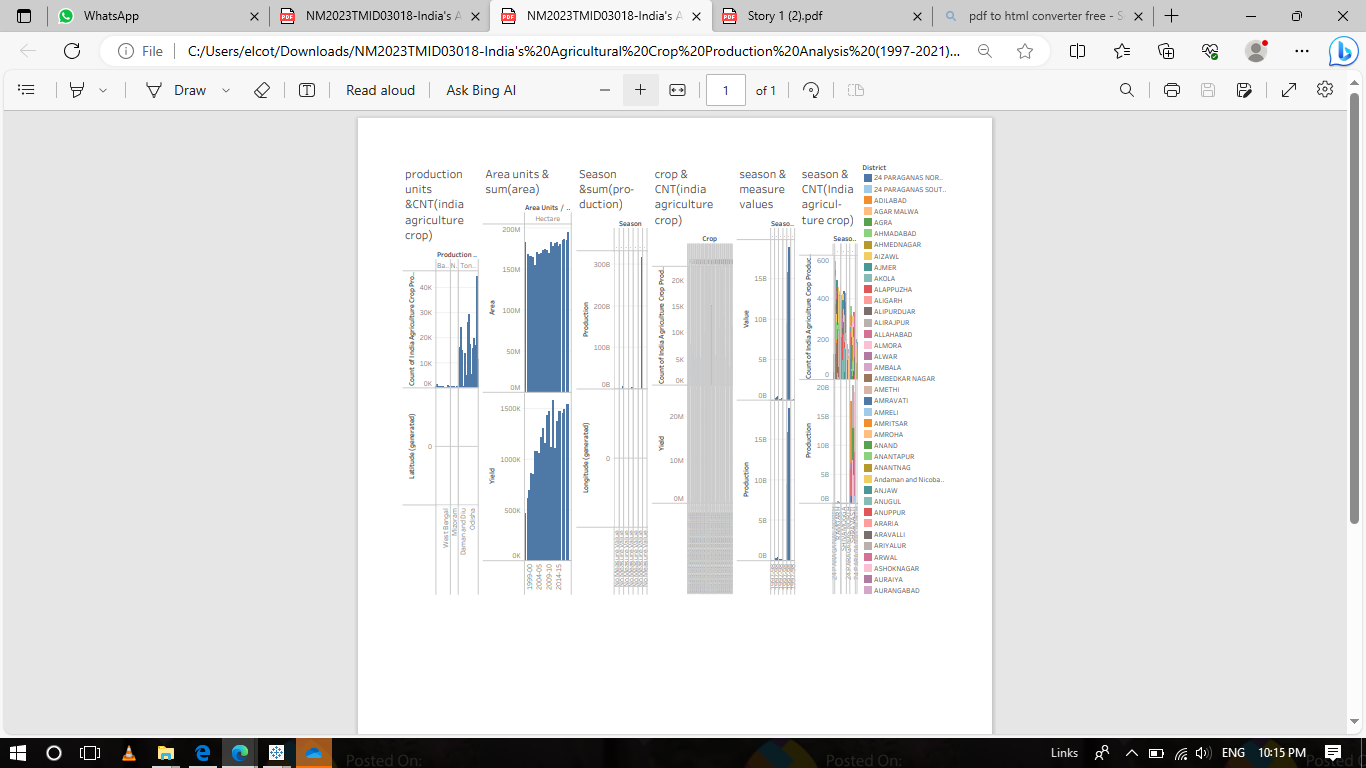 WhatsApp
NM2023TMID03018-India's A
NM2023TMID03018-India's A
Story 1 (2).pdf
pdf to html converter free - S
File
C:/Users/elcot/Downloads/NM2023TMID03018-India's%20Agricultural%20Crop%20Production%20Analysis%20(1997-2021)...
Draw
Read aloud
Ask Bing AI
1
of 1
production
units
&CNT(india
agriculture
crop)
Production ..
Ba..
N.
Ton...
Count of India Agriculture Crop Pro..
40K
30K
20K
10K
0K
Latitude (generated)
0
West Bengal
Mizoram
Daman and Diu
Odisha
Area units &
sum(area)
Area Units / ..
Hectare
Area
200M
150M
100M
50M
0M
Yield
1500K
1000K
500K
0K
1999-00
2004-05
2009-10
2014-15
Season
&sum(pro-
duction)
Season
Production
300B
200B
100B
0B
Longitude (generated)
0
crop &
CNT(india
agriculture
crop)
Crop
Count of India Agriculture Crop Prod..
20K
15K
10K
5K
0K
Yield
20M
10M
0M
season &
measure
values
Seaso..
Value
15B
10B
5B
0B
Production
15B
10B
5B
0B
season &
CNT(India
agricul-
ture crop)
Seaso..
Count of India Agriculture Crop Produc..
600
400
200
0
Production
20B
15B
10B
5B
0B
District
24 PARAGANAS NOR..
24 PARAGANAS SOUT..
ADILABAD
AGAR MALWA
AGRA
AHMADABAD
AHMEDNAGAR
AIZAWL
AJMER
AKOLA
ALAPPUZHA
ALIGARH
ALIPURDUAR
ALIRAJPUR
ALLAHABAD
ALMORA
ALWAR
AMBALA
AMBEDKAR NAGAR
AMETHI
AMRAVATI
AMRELI
AMRITSAR
AMROHA
ANAND
ANANTAPUR
ANANTNAG
Andaman and Nicoba..
ANJAW
ANUGUL
ANUPPUR
ARARIA
ARAVALLI
ARIYALUR
ARWAL
ASHOKNAGAR
AURAIYA
AURANGABAD
Posted On:
Posted On:
Links
ENG
10:15 PM